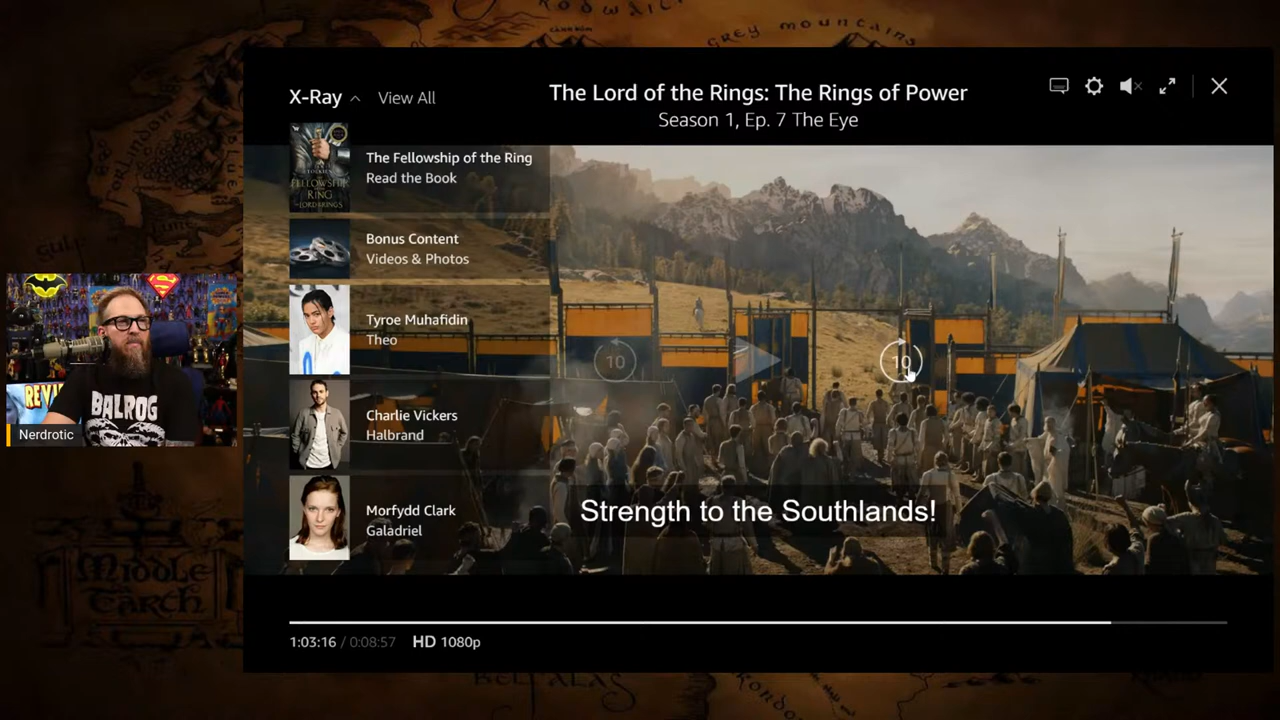 GREY MOUNTAINS
X-Ray
View All
The Lord of the Rings: The Rings of Power
Season 1, Ep. 7 The Eye
The Fellowship of the Ring
Read the Book
FELLOWSHIP
RING
Bonus Content
Videos & Photos
Tyroe Muhafidin
Theo
10
10
Charlie Vickers
Halbrand
BALROG
Nerdrotic
Morfydd Clark
Galadriel
Strength to the Southlands!
MIDDLE
EARTH
1:03:16 / 0:08:57
HD 1080p
BELFALAS